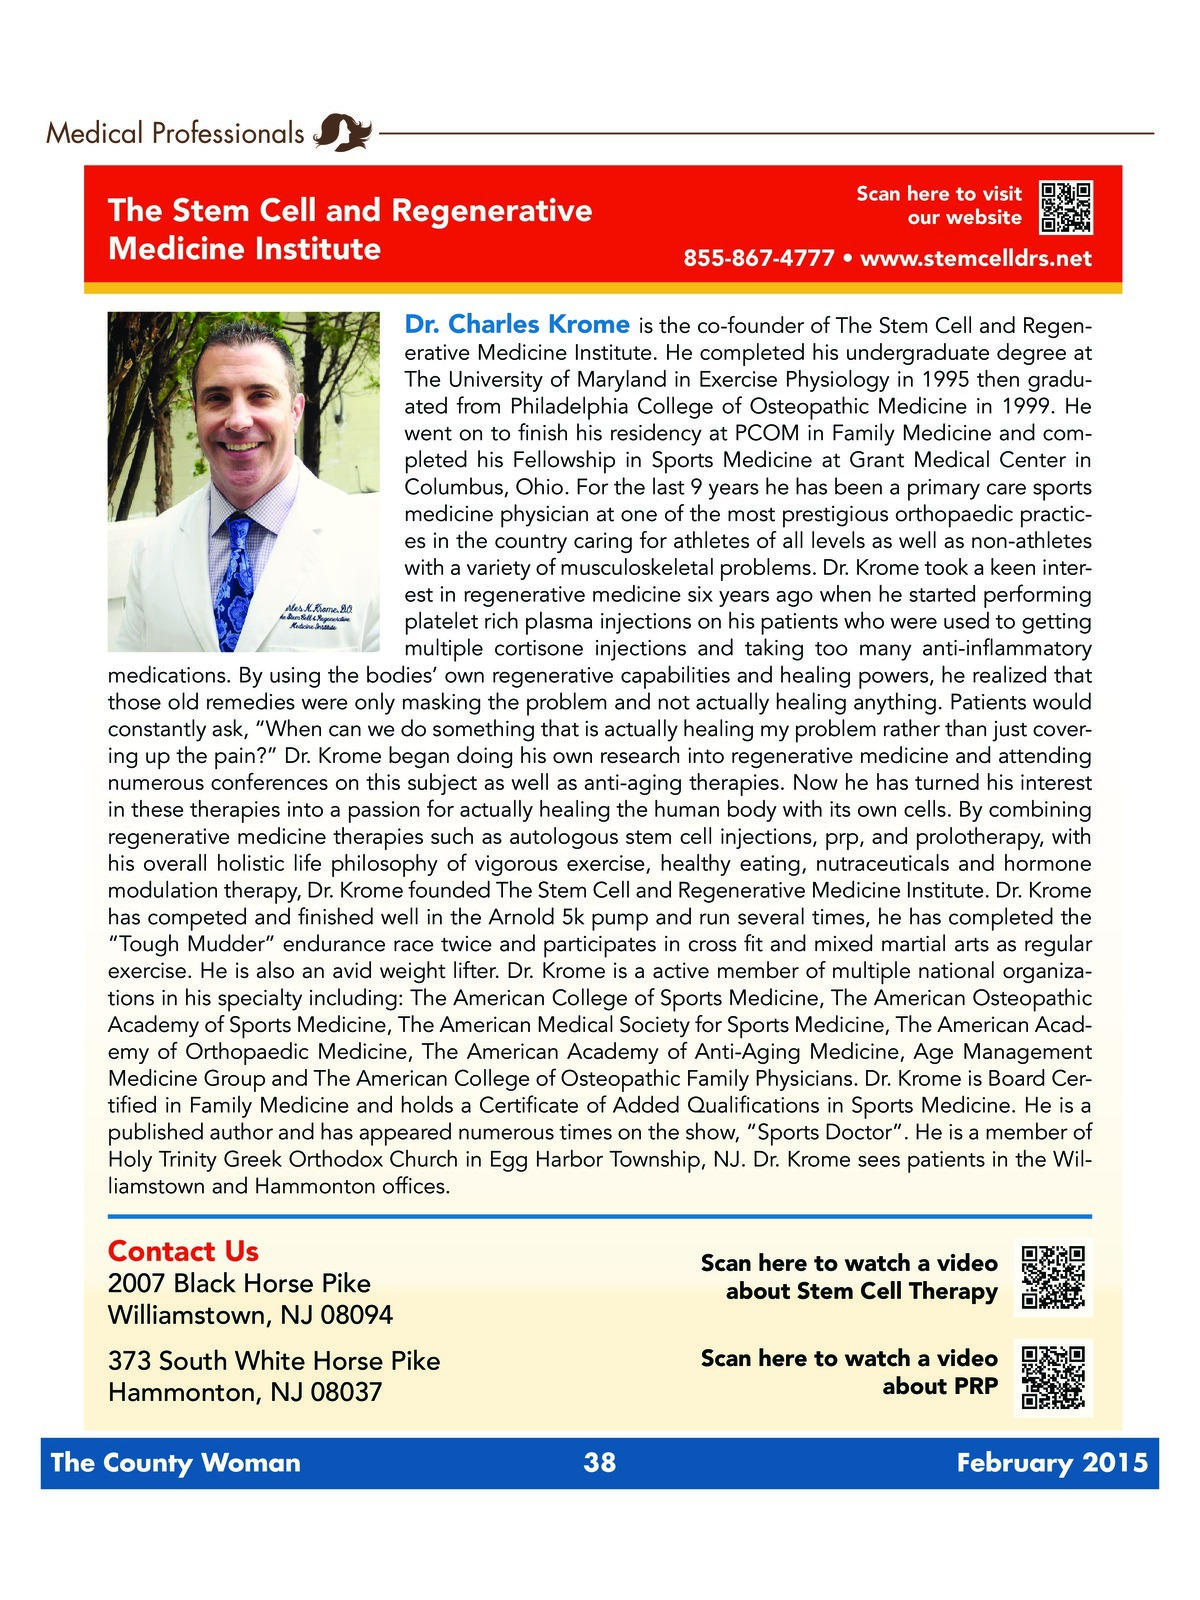 Medical Professionals
The Stem Cell and Regenerative
Medicine Institute
Scan here to visit
our website
855-867-4777 • www.stemcelldrs.net
Dr. Charles Krome is the co-founder of The Stem Cell and Regen-
erative Medicine Institute. He completed his undergraduate degree at
The University of Maryland in Exercise Physiology in 1995 then gradu-
ated from Philadelphia College of Osteopathic Medicine in 1999. He
went on to finish his residency at PCOM in Family Medicine and com-
pleted his Fellowship in Sports Medicine at Grant Medical Center in
Columbus, Ohio. For the last 9 years he has been a primary care sports
medicine physician at one of the most prestigious orthopaedic practic-
es in the country caring for athletes of all levels as well as non-athletes
with a variety of musculoskeletal problems. Dr. Krome took a keen inter-
est in regenerative medicine six years ago when he started performing
platelet rich plasma injections on his patients who were used to getting
multiple cortisone injections and taking too many anti-inflammatory
medications. By using the bodies’ own regenerative capabilities and healing powers, he realized that
those old remedies were only masking the problem and not actually healing anything. Patients would
constantly ask, “When can we do something that is actually healing my problem rather than just cover-
ing up the pain?” Dr. Krome began doing his own research into regenerative medicine and attending
numerous conferences on this subject as well as anti-aging therapies. Now he has turned his interest
in these therapies into a passion for actually healing the human body with its own cells. By combining
regenerative medicine therapies such as autologous stem cell injections, prp, and prolotherapy, with
his overall holistic life philosophy of vigorous exercise, healthy eating, nutraceuticals and hormone
modulation therapy, Dr. Krome founded The Stem Cell and Regenerative Medicine Institute. Dr. Krome
has competed and finished well in the Arnold 5k pump and run several times, he has completed the
“Tough Mudder” endurance race twice and participates in cross fit and mixed martial arts as regular
exercise. He is also an avid weight lifter. Dr. Krome is a active member of multiple national organiza-
tions in his specialty including: The American College of Sports Medicine, The American Osteopathic
Academy of Sports Medicine, The American Medical Society for Sports Medicine, The American Acad-
emy of Orthopaedic Medicine, The American Academy of Anti-Aging Medicine, Age Management
Medicine Group and The American College of Osteopathic Family Physicians. Dr. Krome is Board Cer-
tified in Family Medicine and holds a Certificate of Added Qualifications in Sports Medicine. He is a
published author and has appeared numerous times on the show, “Sports Doctor”. He is a member of
Holy Trinity Greek Orthodox Church in Egg Harbor Township, NJ. Dr. Krome sees patients in the Wil-
liamstown and Hammonton offices.
rles N. Krome, D.O.
he Stem Cell & Regenerative
Medicine Institute
Contact Us
2007 Black Horse Pike
Williamstown, NJ 08094
373 South White Horse Pike
Hammonton, NJ 08037
Scan here to watch a video
about Stem Cell Therapy
Scan here to watch a video
about PRP
The County Woman
38
February 2015